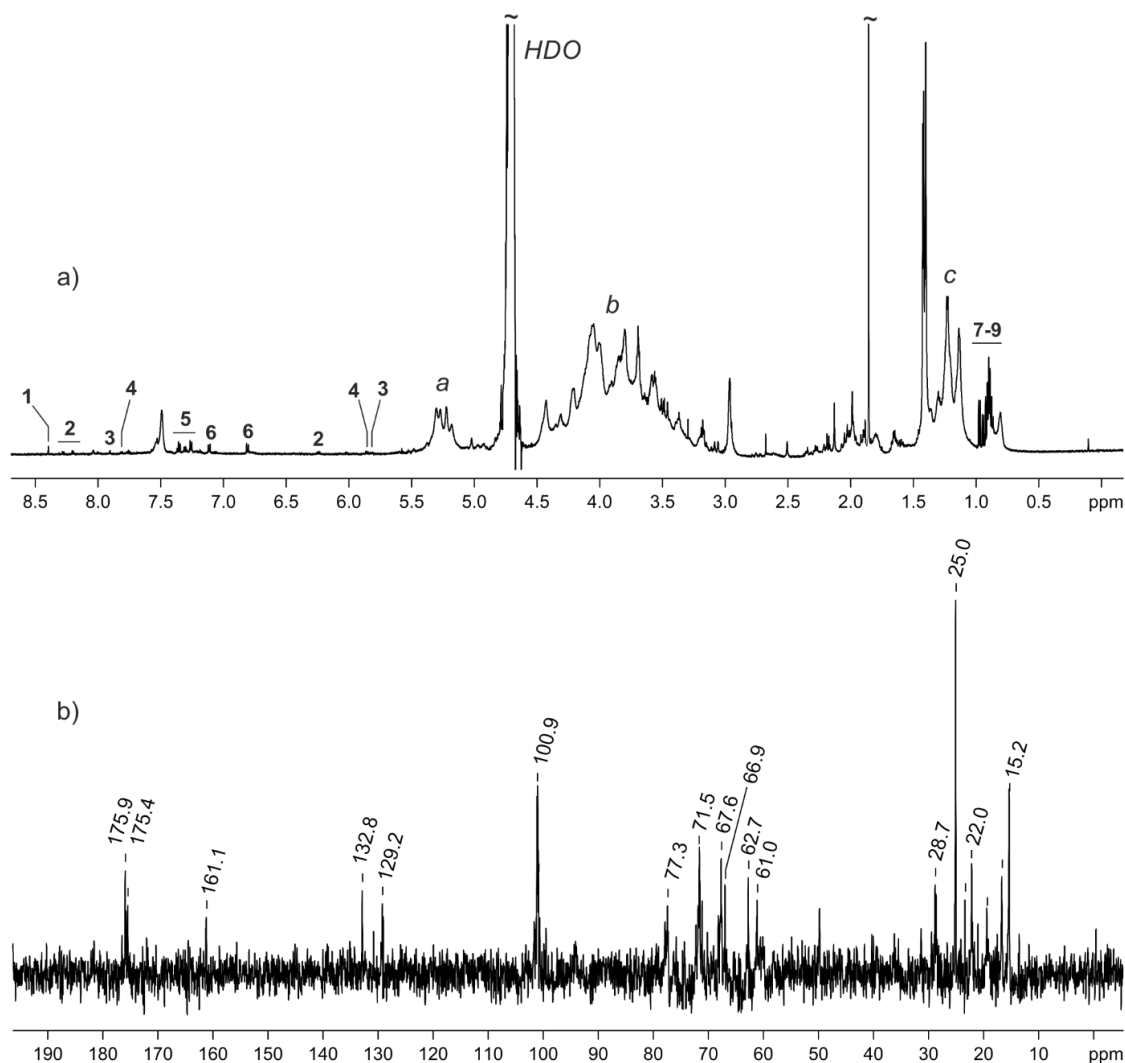 ~ ~
HDO
a)
c
b
7-9
a
1 2 3 4 5 6 6 2 4 3
8.5 8.0 7.5 7.0 6.5 6.0 5.5 5.0 4.5 4.0 3.5 3.0 2.5 2.0 1.5 1.0 0.5 ppm
b)
175.9 175.4 161.1 132.8 129.2 100.9 77.3 71.5 67.6 66.9 62.7 61.0 28.7 25.0 22.0 15.2
190 180 170 160 150 140 130 120 110 100 90 80 70 60 50 40 30 20 10 ppm